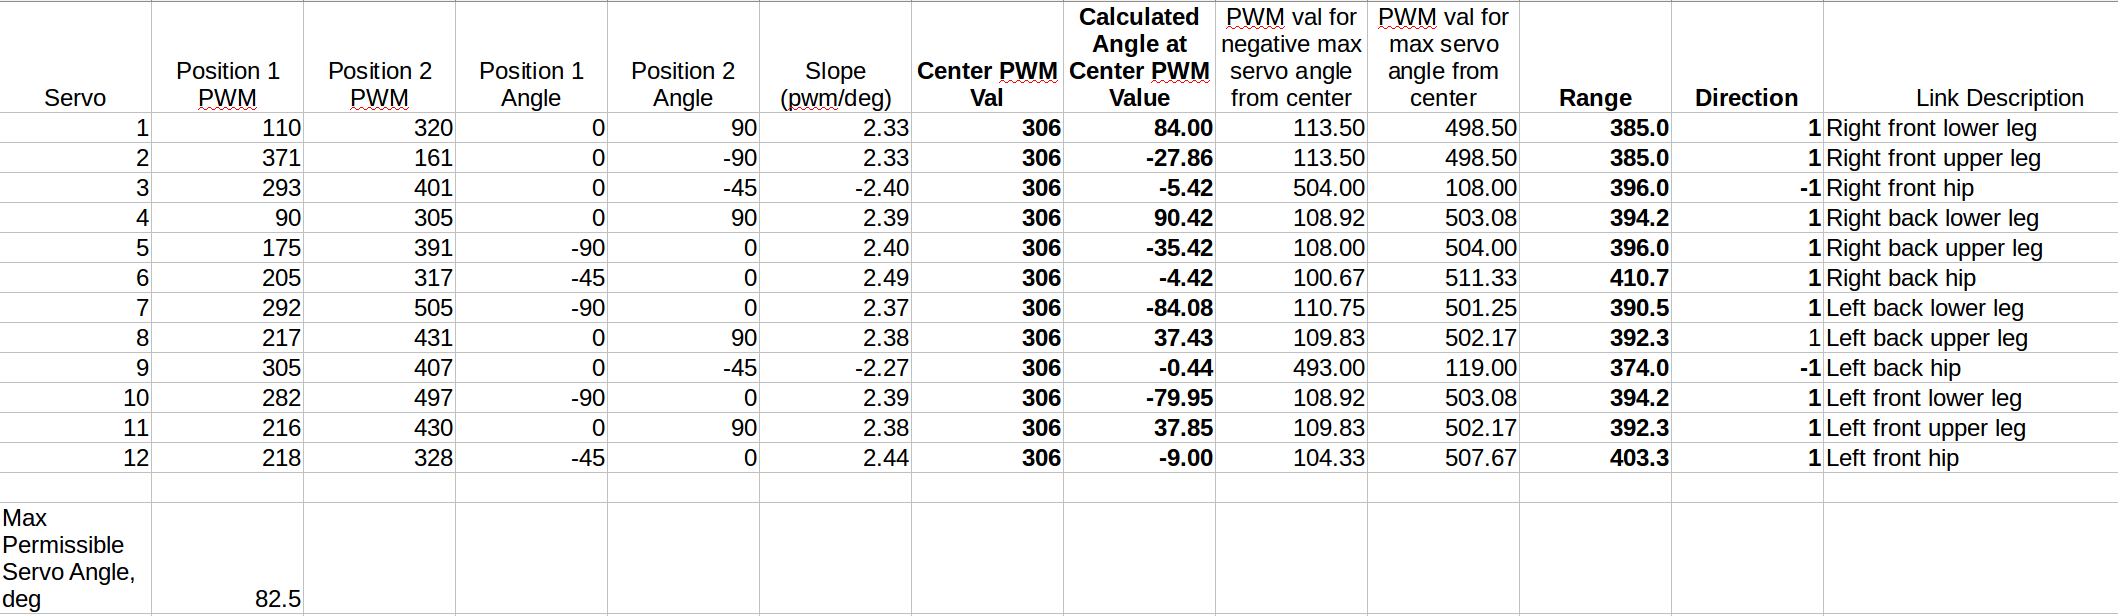 Servo Position 1 PWM Position 2 PWM Position 1 Angle Position 2 Angle Slope (pwm/deg) Center PWM Val Calculated Angle at Center PWM Value PWM val for negative max servo angle from center PWM val for max servo angle from center Range Direction Link Description
1 110 320 0 90 2.33 306 84.00 113.50 498.50 385.0 1 Right front lower leg
2 371 161 0 -90 2.33 306 -27.86 113.50 498.50 385.0 1 Right front upper leg
3 293 401 0 -45 -2.40 306 -5.42 504.00 108.00 396.0 -1 Right front hip
4 90 305 0 90 2.39 306 90.42 108.92 503.08 394.2 1 Right back lower leg
5 175 391 -90 0 2.40 306 -35.42 108.00 504.00 396.0 1 Right back upper leg
6 205 317 -45 0 2.49 306 -4.42 100.67 511.33 410.7 1 Right back hip
7 292 505 -90 0 2.37 306 -84.08 110.75 501.25 390.5 1 Left back lower leg
8 217 431 0 90 2.38 306 37.43 109.83 502.17 392.3 1 Left back upper leg
9 305 407 0 -45 -2.27 306 -0.44 493.00 119.00 374.0 -1 Left back hip
10 282 497 -90 0 2.39 306 -79.95 108.92 503.08 394.2 1 Left front lower leg
11 216 430 0 90 2.38 306 37.85 109.83 502.17 392.3 1 Left front upper leg
12 218 328 -45 0 2.44 306 -9.00 104.33 507.67 403.3 1 Left front hip
Max
Permissible
Servo Angle,
deg 82.5